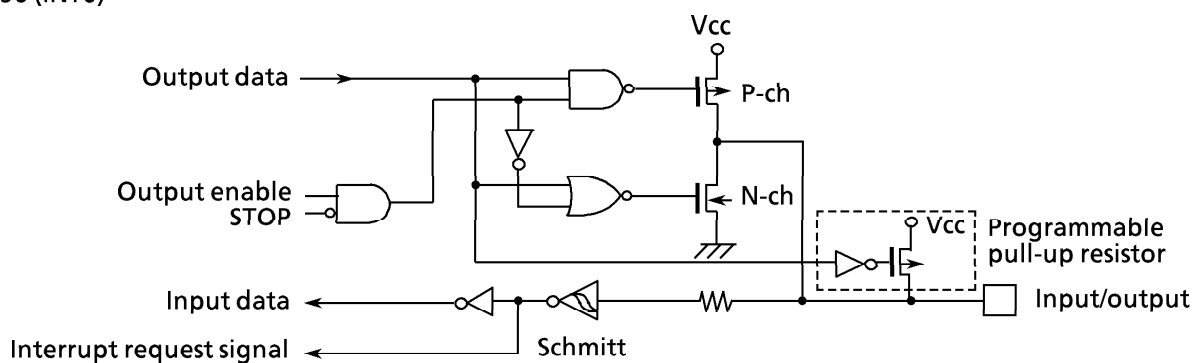 Vcc
Output data
P-ch
Output enable
STOP
N-ch
Vcc
Programmable
pull-up resistor
Input data
Input/output
Schmitt
Interrupt request signal